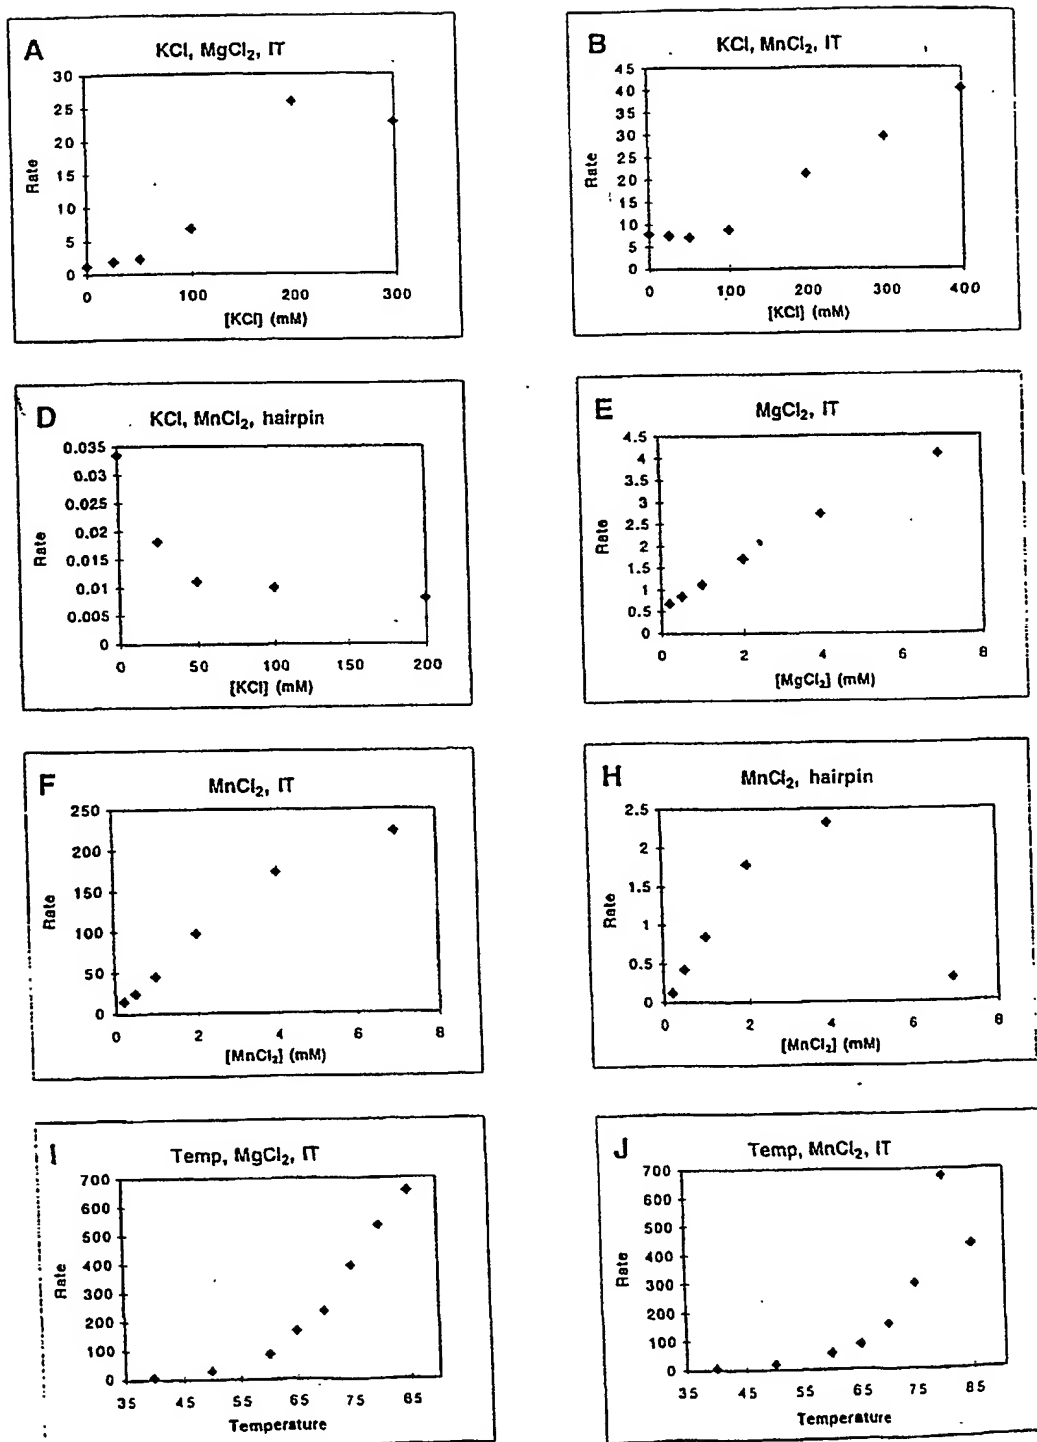 A
KCl, MgCl₂, IT
30
25
20
15
10
5
0
Rate
0 100 200 300
[KCl] (mM)
B
KCl, MnCl₂, IT
45
40
35
30
25
20
15
10
5
0
Rate
0 100 200 300 400
[KCl] (mM)
D
KCl, MnCl₂, hairpin
0.035
0.03
0.025
0.02
0.015
0.01
0.005
0
Rate
0 50 100 150 200
[KCl] (mM)
E
MgCl₂, IT
4.5
4
3.5
3
2.5
2
1.5
1
0.5
0
Rate
0 2 4 6 8
[MgCl₂] (mM)
F
MnCl₂, IT
250
200
150
100
50
0
Rate
0 2 4 6 8
[MnCl₂] (mM)
H
MnCl₂, hairpin
2.5
2
1.5
1
0.5
0
Rate
0 2 4 6 8
[MnCl₂] (mM)
I
Temp, MgCl₂, IT
700
600
500
400
300
200
100
0
Rate
35 45 55 65 75 85
Temperature
J
Temp, MnCl₂, IT
700
600
500
400
300
200
100
0
Rate
35 45 55 65 75 85
Temperature